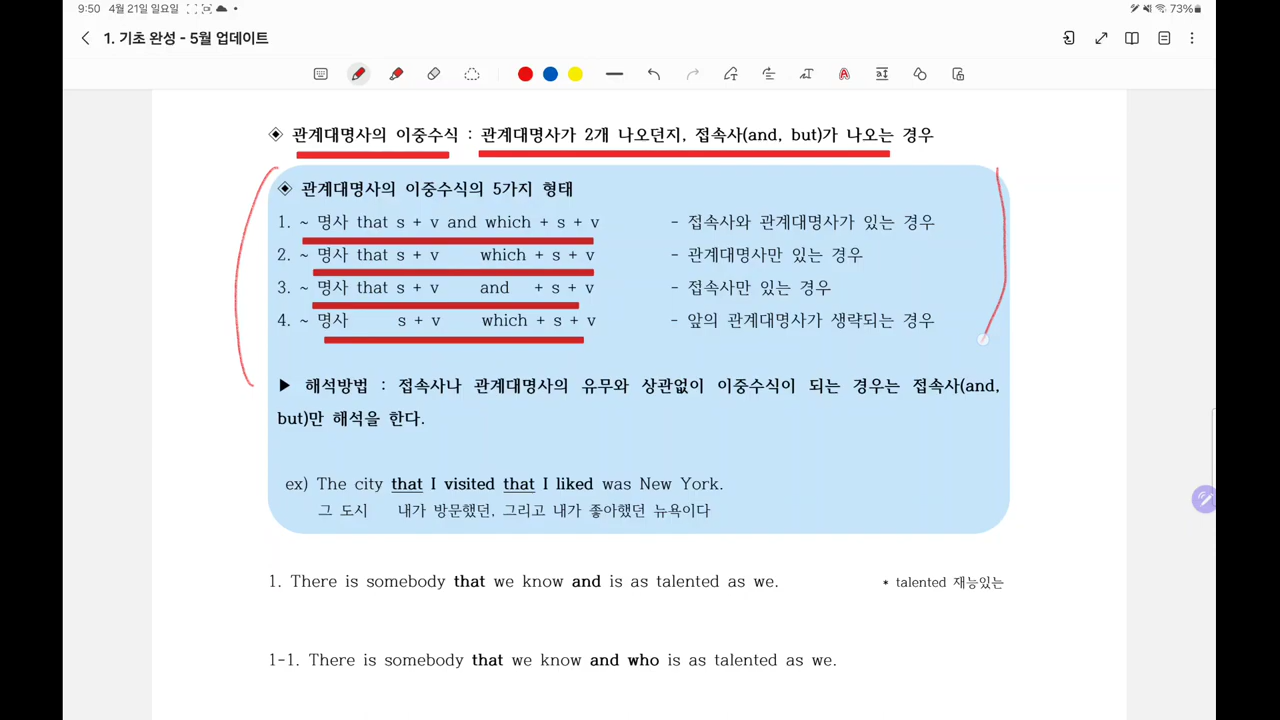 9:50 4월 21일 일요일
73%
1. 기초 완성 - 5월 업데이트
◈ 관계대명사의 이중수식 : 관계대명사가 2개 나오던지, 접속사(and, but)가 나오는 경우
◈ 관계대명사의 이중수식의 5가지 형태
1. ~ 명사 that s + v and which + s + v - 접속사와 관계대명사가 있는 경우
2. ~ 명사 that s + v which + s + v - 관계대명사만 있는 경우
3. ~ 명사 that s + v and + s + v - 접속사만 있는 경우
4. ~ 명사 s + v which + s + v - 앞의 관계대명사가 생략되는 경우
▶ 해석방법 : 접속사나 관계대명사의 유무와 상관없이 이중수식이 되는 경우는 접속사(and,
but)만 해석을 한다.
ex) The city that I visited that I liked was New York.
그 도시 내가 방문했던, 그리고 내가 좋아했던 뉴욕이다
1. There is somebody that we know and is as talented as we. * talented 재능있는
1-1. There is somebody that we know and who is as talented as we.